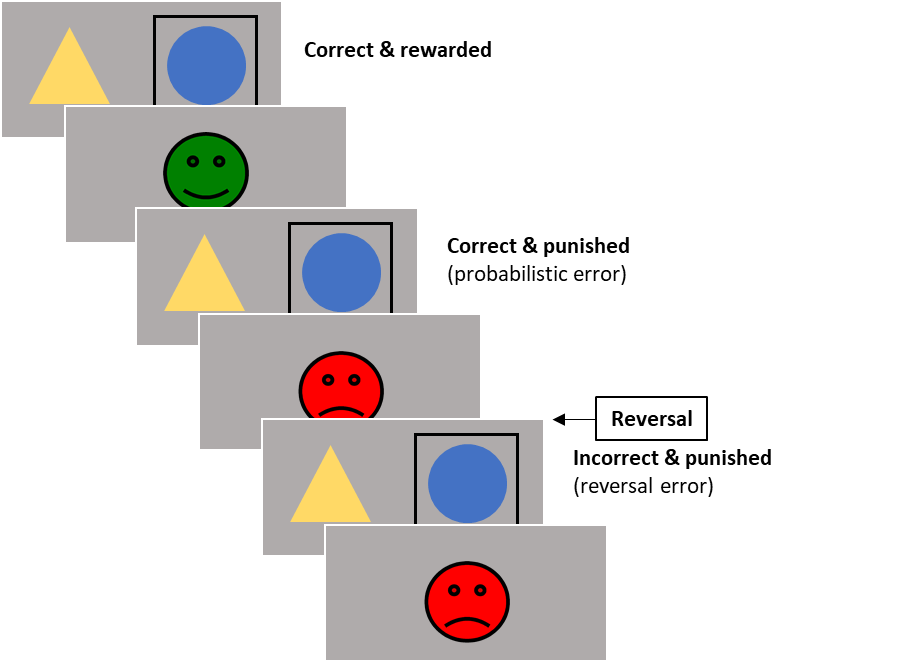 Correct & rewarded
Correct & punished
(probabilistic error)
Reversal
Incorrect & punished
(reversal error)